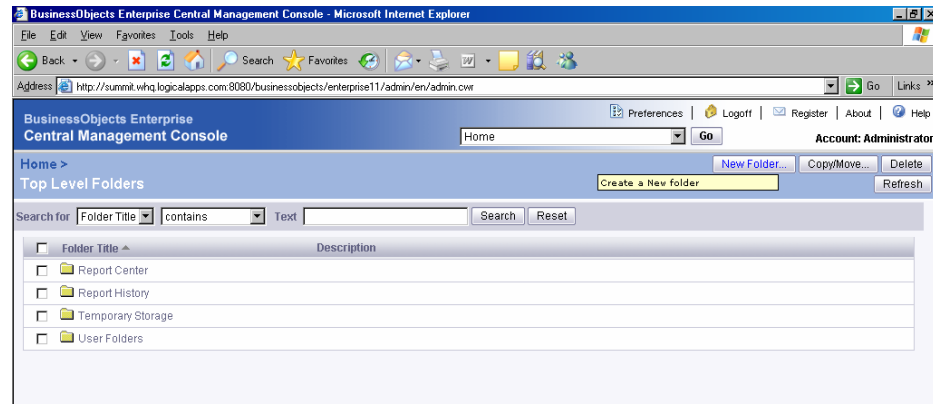 BusinessObjects Enterprise Central Management Console - Microsoft Internet Explorer
File Edit View Favorites Tools Help
Back Search Favorites
Address http://summit.whq.logicalapps.com:8080/businessobjects/enterprise11/admin/en/admin.cwr Go Links »
BusinessObjects Enterprise
Central Management Console
Preferences | Logoff | Register | About | Help
Home Go Account: Administrator
Home >
Top Level Folders
New Folder... Copy/Move... Delete
Create a New folder
Refresh
Search for Folder Title contains Text Search Reset
Folder Title Description
Report Center
Report History
Temporary Storage
User Folders